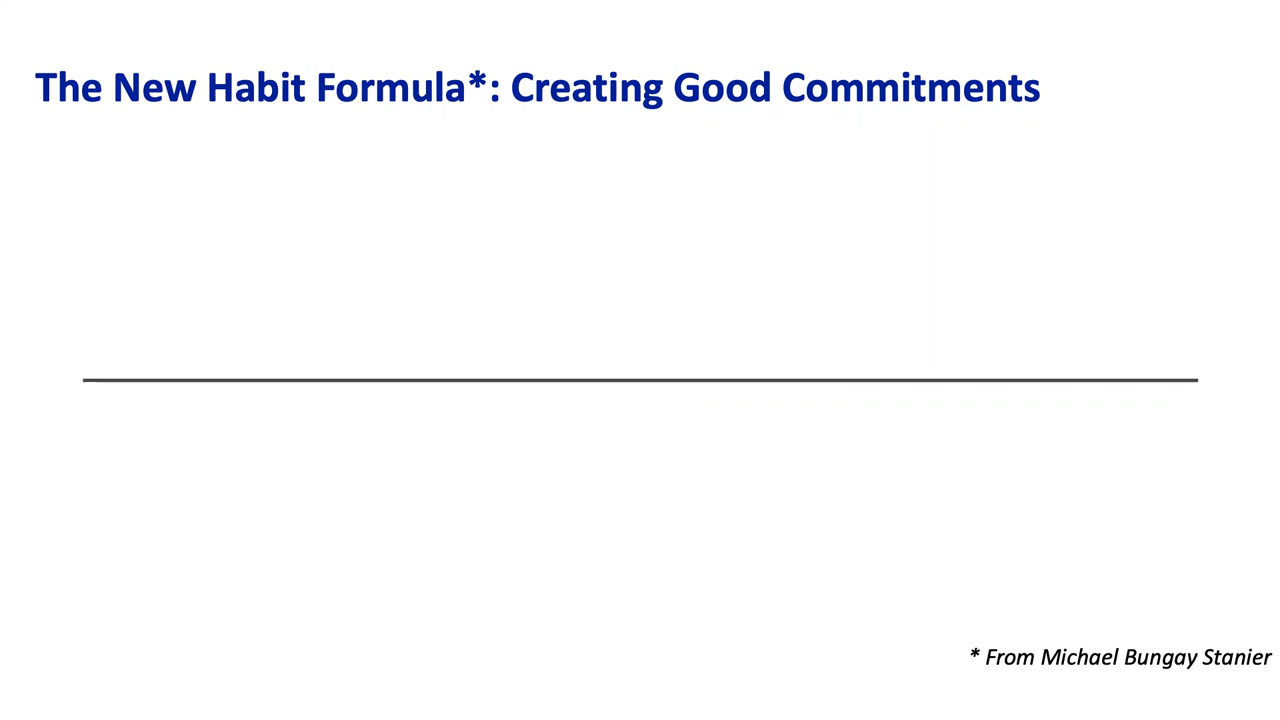 The New Habit Formula*: Creating Good Commitments
* From Michael Bungay Stanier